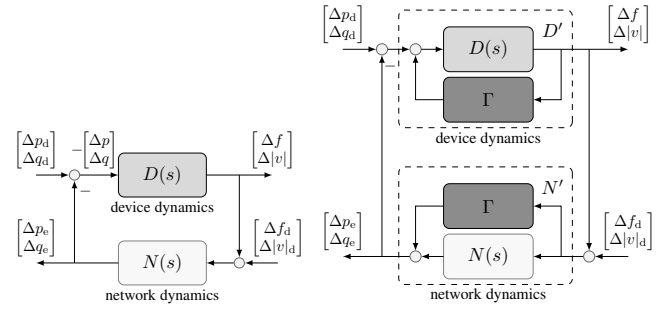 [Δp_d
Δq_d]
−[Δp
Δq]
−
D(s)
device dynamics
[Δf
Δ|v|]
[Δp_e
Δq_e]
N(s)
network dynamics
[Δf_d
Δ|v|_d]
[Δp_d
Δq_d]
−
D(s)
D′
Γ
device dynamics
[Δf
Δ|v|]
[Δp_e
Δq_e]
Γ
N′
N(s)
network dynamics
[Δf_d
Δ|v|_d]